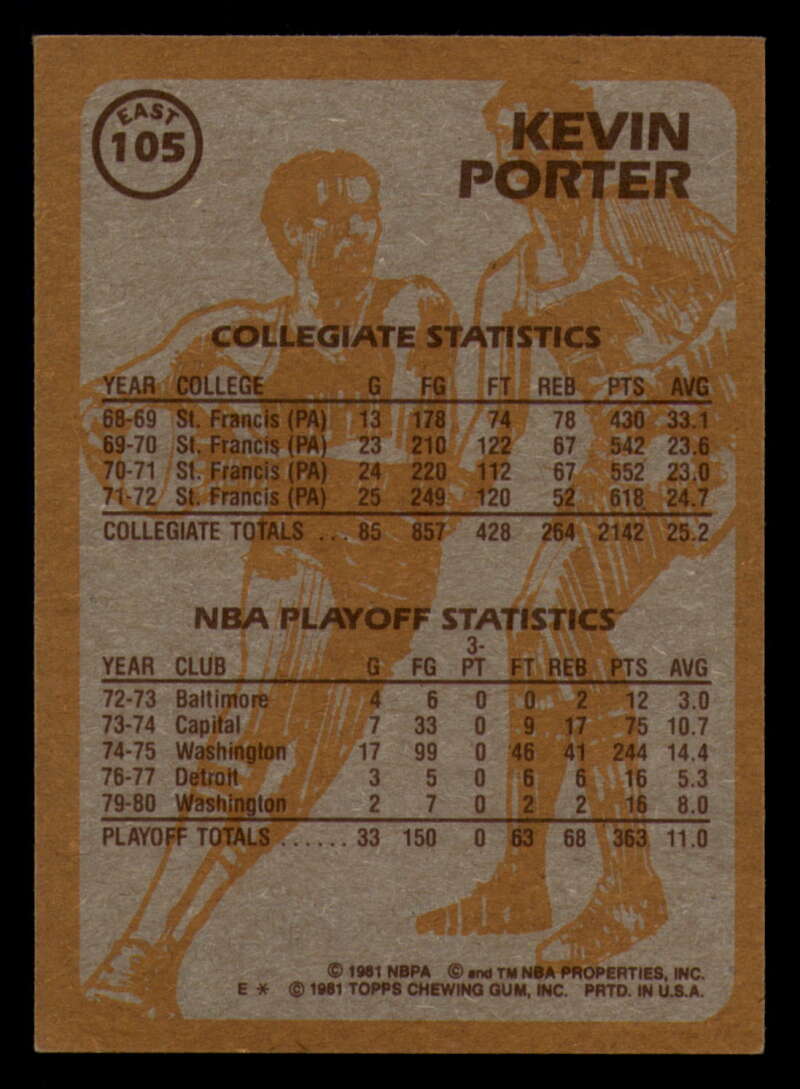 EAST
105
KEVIN
PORTER
COLLEGIATE STATISTICS
YEAR COLLEGE G FG FT REB PTS AVG
68-69 St. Francis (PA) 13 178 74 78 430 33.1
69-70 St. Francis (PA) 23 210 122 67 542 23.6
70-71 St. Francis (PA) 24 220 112 67 552 23.0
71-72 St. Francis (PA) 25 249 120 52 618 24.7
COLLEGIATE TOTALS ... 85 857 428 264 2142 25.2
NBA PLAYOFF STATISTICS
3-
YEAR CLUB G FG PT FT REB PTS AVG
72-73 Baltimore 4 6 0 0 2 12 3.0
73-74 Capital 7 33 0 9 17 75 10.7
74-75 Washington 17 99 0 46 41 244 14.4
76-77 Detroit 3 5 0 6 6 16 5.3
79-80 Washington 2 7 0 2 2 16 8.0
PLAYOFF TOTALS ...... 33 150 0 63 68 363 11.0
© 1981 NBPA © and TM NBA PROPERTIES, INC.
E * © 1981 TOPPS CHEWING GUM, INC. PRTD. IN U.S.A.